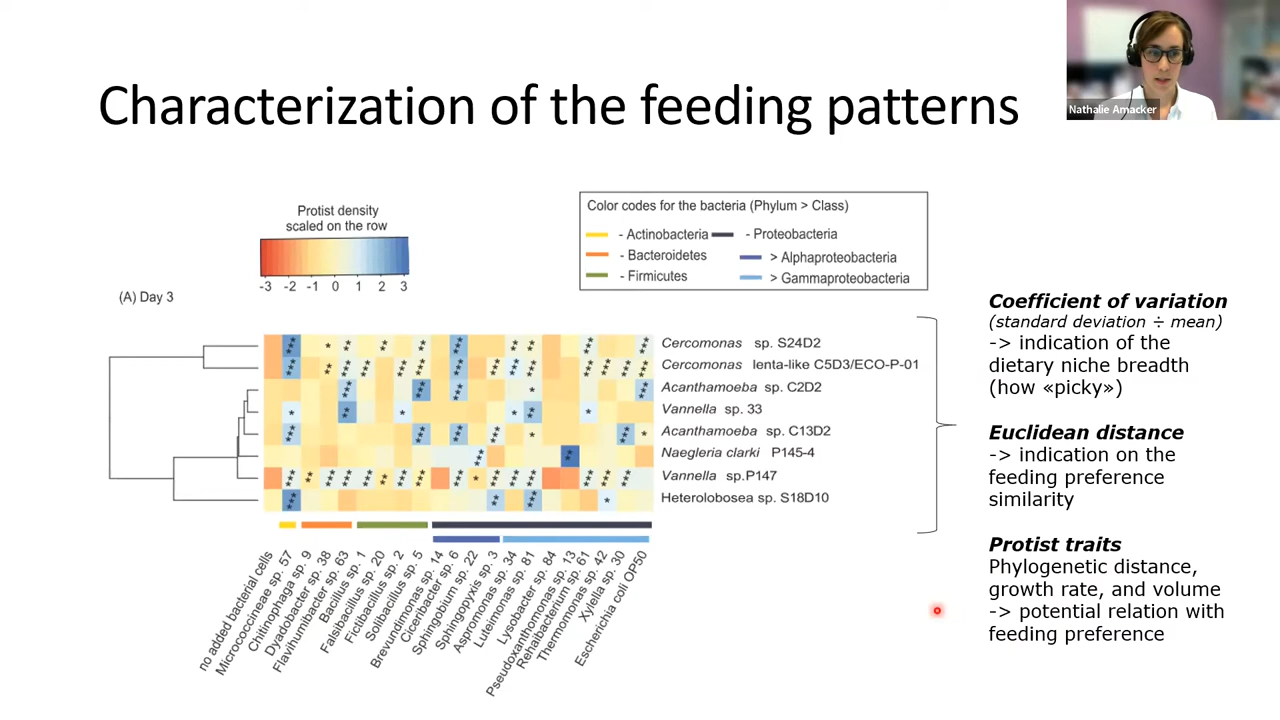 Characterization of the feeding patterns
Nathalie Amacker
Protist density
scaled on the row
-3 -2 -1 0 1 2 3
Color codes for the bacteria (Phylum > Class)
- Actinobacteria
- Proteobacteria
- Bacteroidetes
> Alphaproteobacteria
- Firmicutes
> Gammaproteobacteria
(A) Day 3
Cercomonas sp. S24D2
Cercomonas lenta-like C5D3/ECO-P-01
Acanthamoeba sp. C2D2
Vannella sp. 33
Acanthamoeba sp. C13D2
Naegleria clarki P145-4
Vannella sp.P147
Heterolobosea sp. S18D10
no added bacterial cells
Micrococcineae sp. 57
Chitinophaga sp. 9
Dyadobacter sp. 38
Flavihumibacter sp. 63
Bacillus sp. 1
Falsibacillus sp. 20
Fictibacillus sp. 2
Solibacillus sp. 5
Brevundimonas sp. 14
Ciceribacter sp. 6
Sphingobium sp. 22
Sphingopyxis sp. 3
Aspromonas sp. 34
Luteimonas sp. 81
Lysobacter sp. 84
Pseudoxanthomonas sp. 13
Rehaibacterium sp. 61
Thermomonas sp. 42
Xylella sp. 30
Escherichia coli OP50
Coefficient of variation
(standard deviation ÷ mean)
-> indication of the
dietary niche breadth
(how «picky»)
Euclidean distance
-> indication on the
feeding preference
similarity
Protist traits
Phylogenetic distance,
growth rate, and volume
-> potential relation with
feeding preference